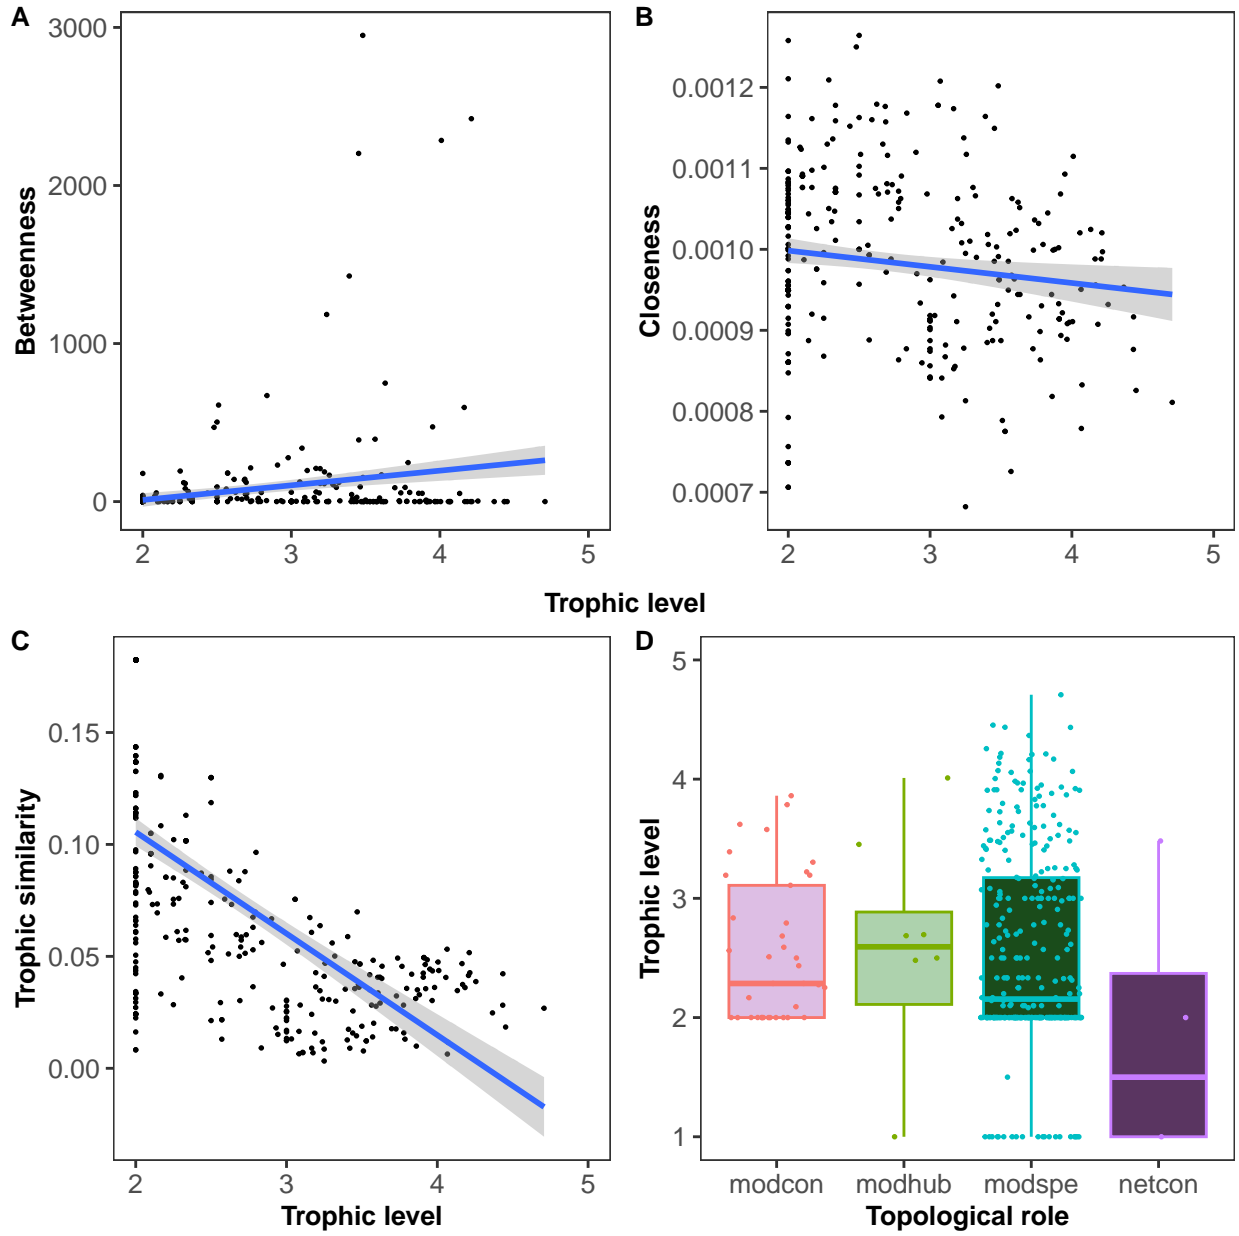 A
3000
2000
1000
0
Betweenness
2
3
4
5
B
0.0012
0.0011
0.0010
0.0009
0.0008
0.0007
Closeness
2
3
4
5
Trophic level
C
0.15
0.10
0.05
0.00
Trophic similarity
2
3
4
5
Trophic level
D
5
4
3
2
1
Trophic level
modcon
modhub
modspe
netcon
Topological role